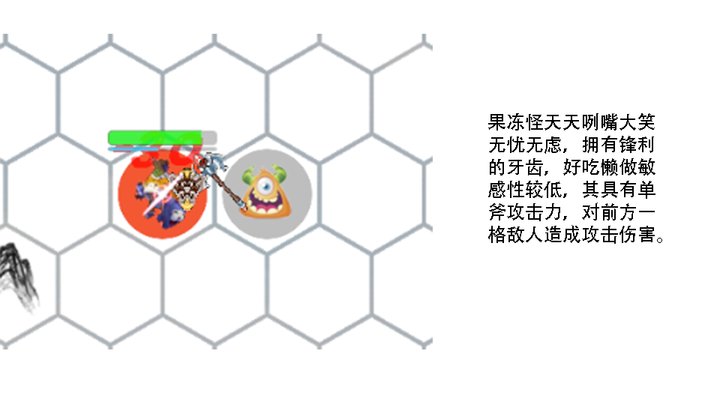 果冻怪天天咧嘴大笑
无忧无虑，拥有锋利
的牙齿，好吃懒做敏
感性较低，其具有单
斧攻击力，对前方一
格敌人造成攻击伤害。